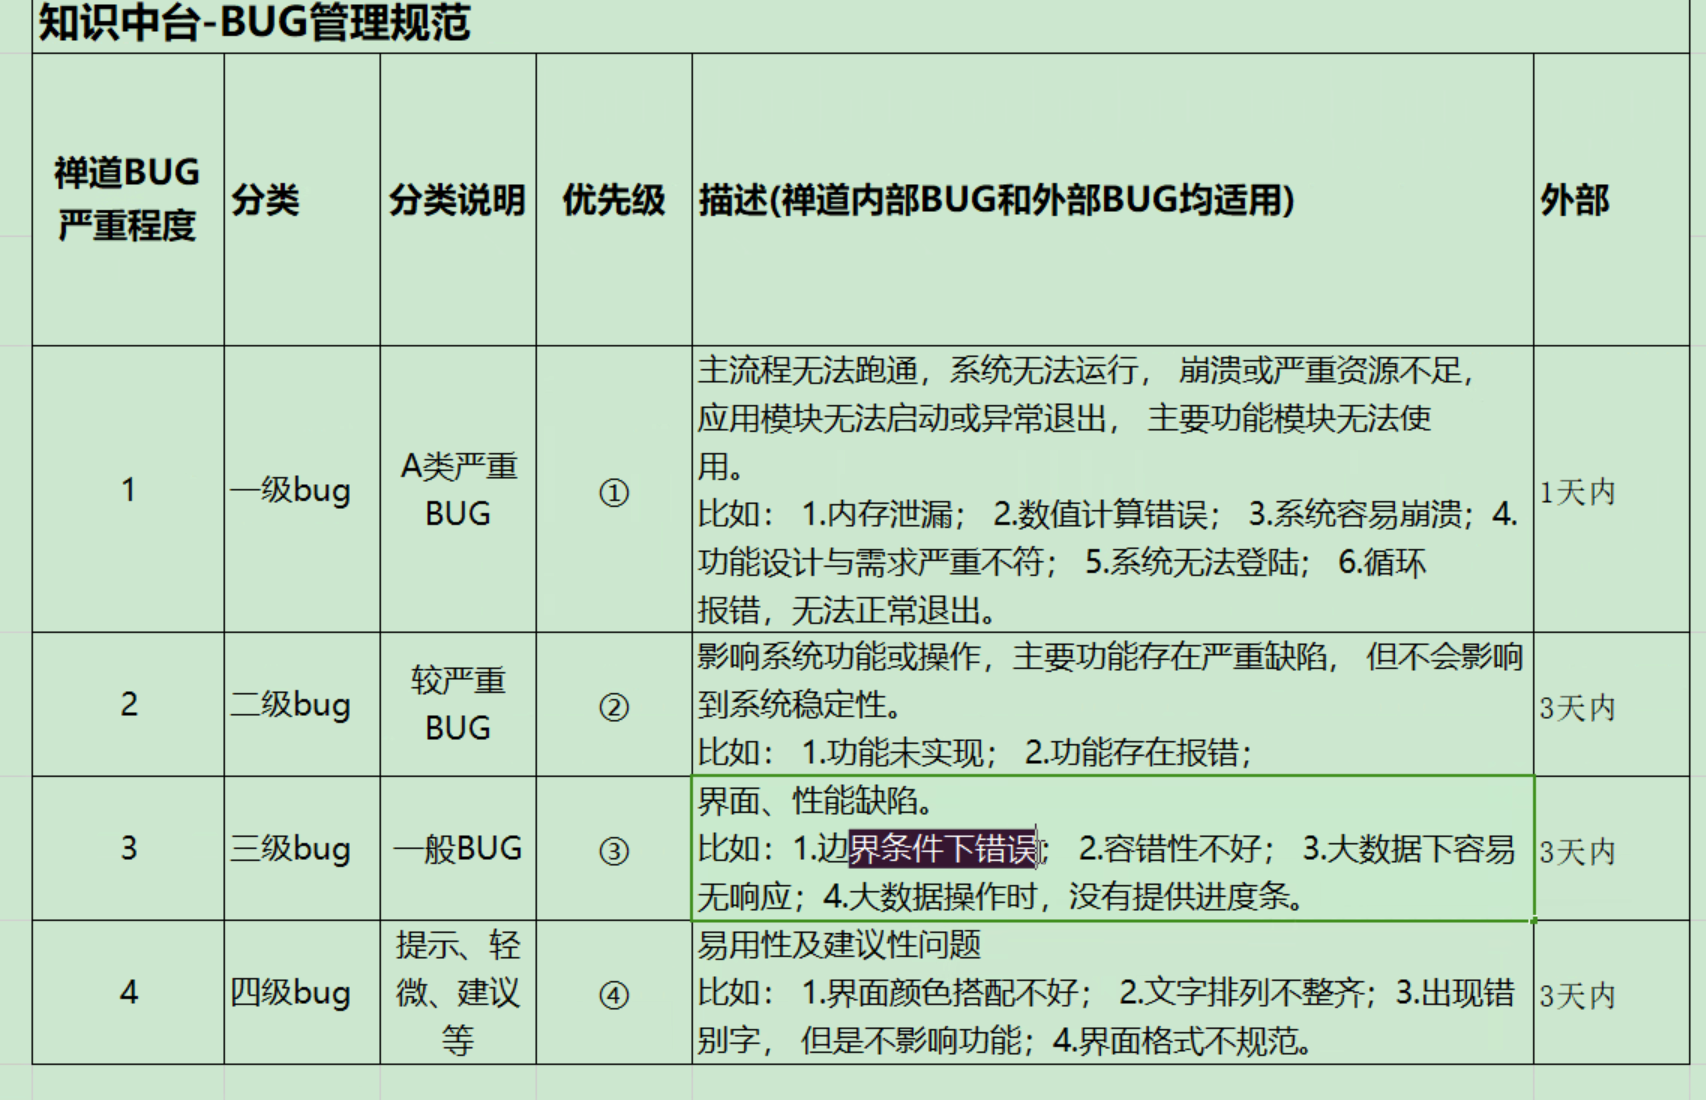 知识中台-BUG管理规范
禅道BUG
严重程度
分类
分类说明
优先级
描述(禅道内部BUG和外部BUG均适用)
外部
1
一级bug
A类严重
BUG
①
主流程无法跑通，系统无法运行， 崩溃或严重资源不足，
应用模块无法启动或异常退出， 主要功能模块无法使
用。
比如： 1.内存泄漏； 2.数值计算错误； 3.系统容易崩溃；4.
功能设计与需求严重不符； 5.系统无法登陆； 6.循环
报错，无法正常退出。
1天内
2
二级bug
较严重
BUG
②
影响系统功能或操作，主要功能存在严重缺陷， 但不会影响
到系统稳定性。
比如： 1.功能未实现； 2.功能存在报错；
3天内
3
三级bug
一般BUG
③
界面、性能缺陷。
比如：1.边界条件下错误； 2.容错性不好； 3.大数据下容易
无响应；4.大数据操作时，没有提供进度条。
3天内
4
四级bug
提示、轻
微、建议
等
④
易用性及建议性问题
比如： 1.界面颜色搭配不好； 2.文字排列不整齐；3.出现错
别字， 但是不影响功能；4.界面格式不规范。
3天内